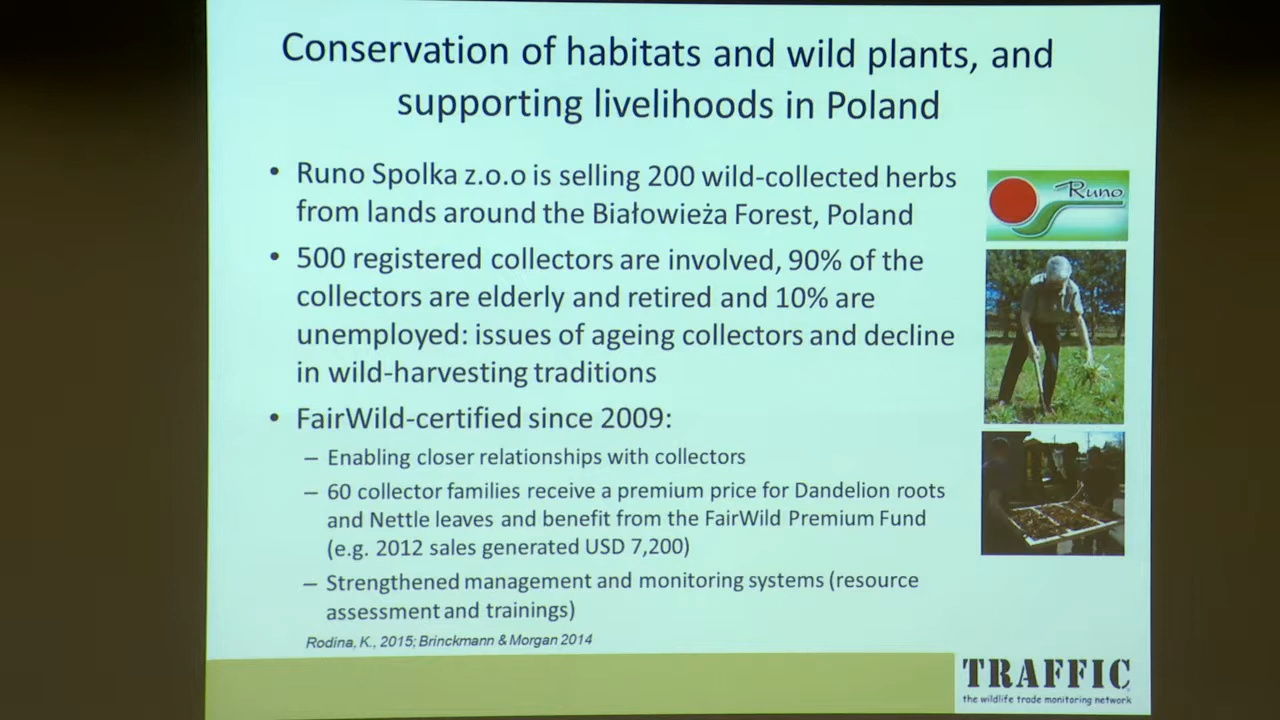 Conservation of habitats and wild plants, and
supporting livelihoods in Poland
• Runo Spolka z.o.o is selling 200 wild-collected herbs
from lands around the Białowieża Forest, Poland
• 500 registered collectors are involved, 90% of the
collectors are elderly and retired and 10% are
unemployed: issues of ageing collectors and decline
in wild-harvesting traditions
• FairWild-certified since 2009:
– Enabling closer relationships with collectors
– 60 collector families receive a premium price for Dandelion roots
and Nettle leaves and benefit from the FairWild Premium Fund
(e.g. 2012 sales generated USD 7,200)
– Strengthened management and monitoring systems (resource
assessment and trainings)
Rodina, K., 2015; Brinckmann & Morgan 2014
Runo
TRAFFIC
the wildlife trade monitoring network